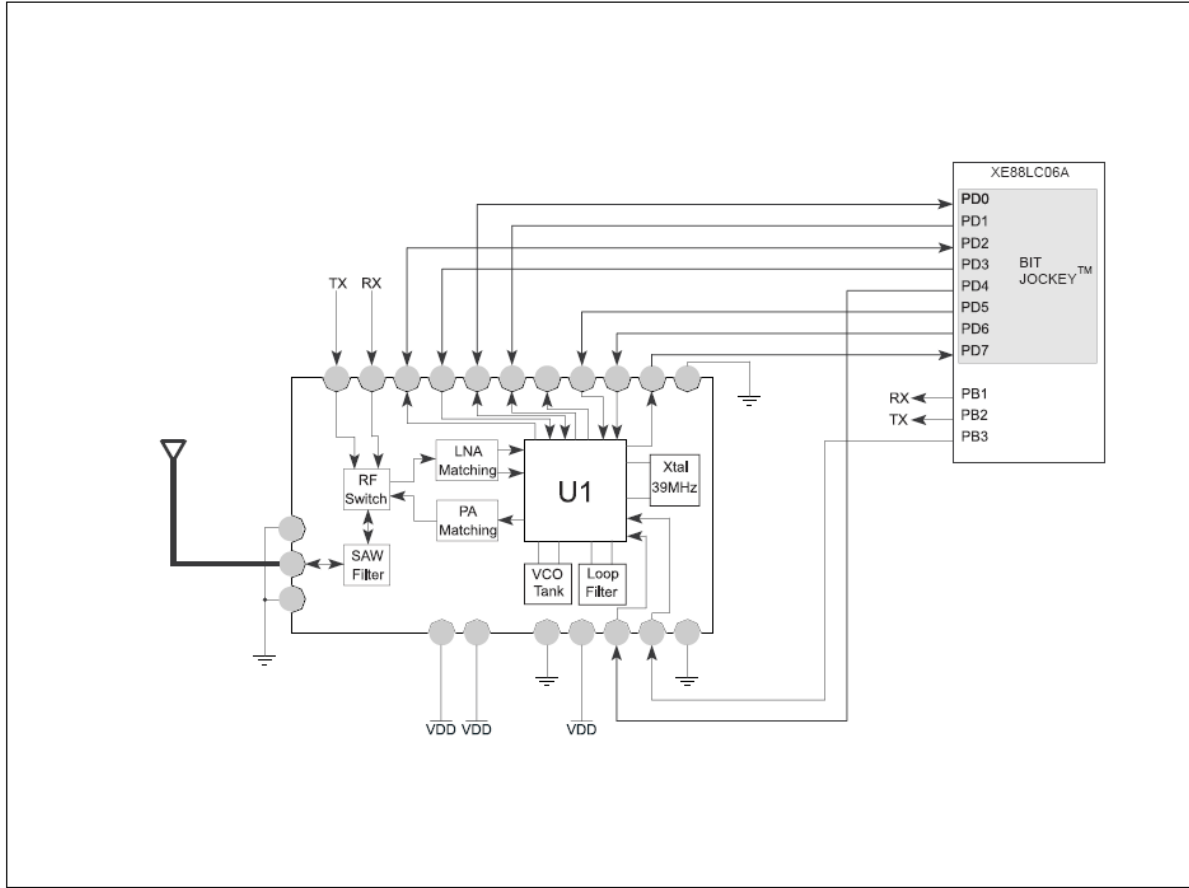 XE88LC06A
PD0
PD1
PD2
PD3
PD4
PD5
PD6
PD7
BIT
JOCKEY™
PB1
PB2
PB3
RX
TX
TX RX
LNA
Matching
RF
Switch
PA
Matching
SAW
Filter
U1
Xtal
39MHz
VCO
Tank
Loop
Filter
VDD VDD VDD